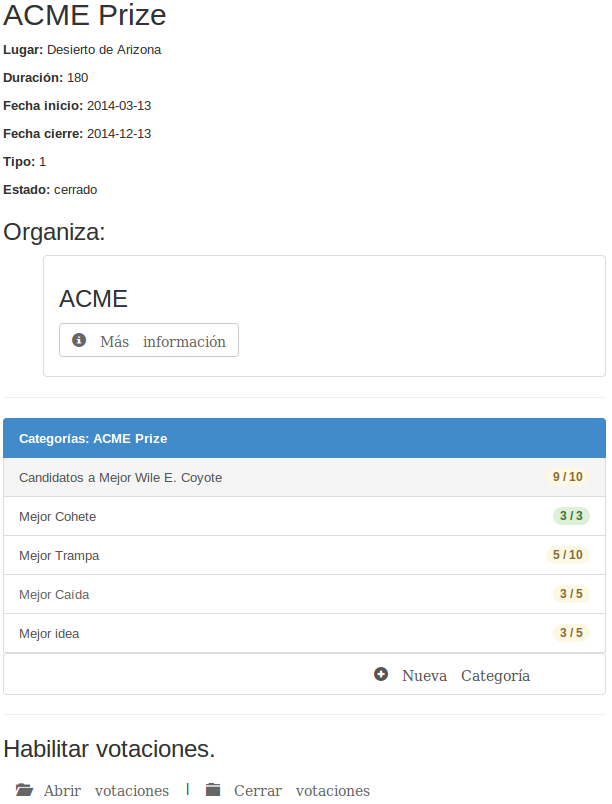 ACME Prize
Lugar: Desierto de Arizona
Duración: 180
Fecha inicio: 2014-03-13
Fecha cierre: 2014-12-13
Tipo: 1
Estado: cerrado
Organiza:
ACME
Más información
Categorías: ACME Prize
Candidatos a Mejor Wile E. Coyote 9 / 10
Mejor Cohete 3 / 3
Mejor Trampa 5 / 10
Mejor Caída 3 / 5
Mejor idea 3 / 5
Nueva Categoría
Habilitar votaciones.
Abrir votaciones | Cerrar votaciones